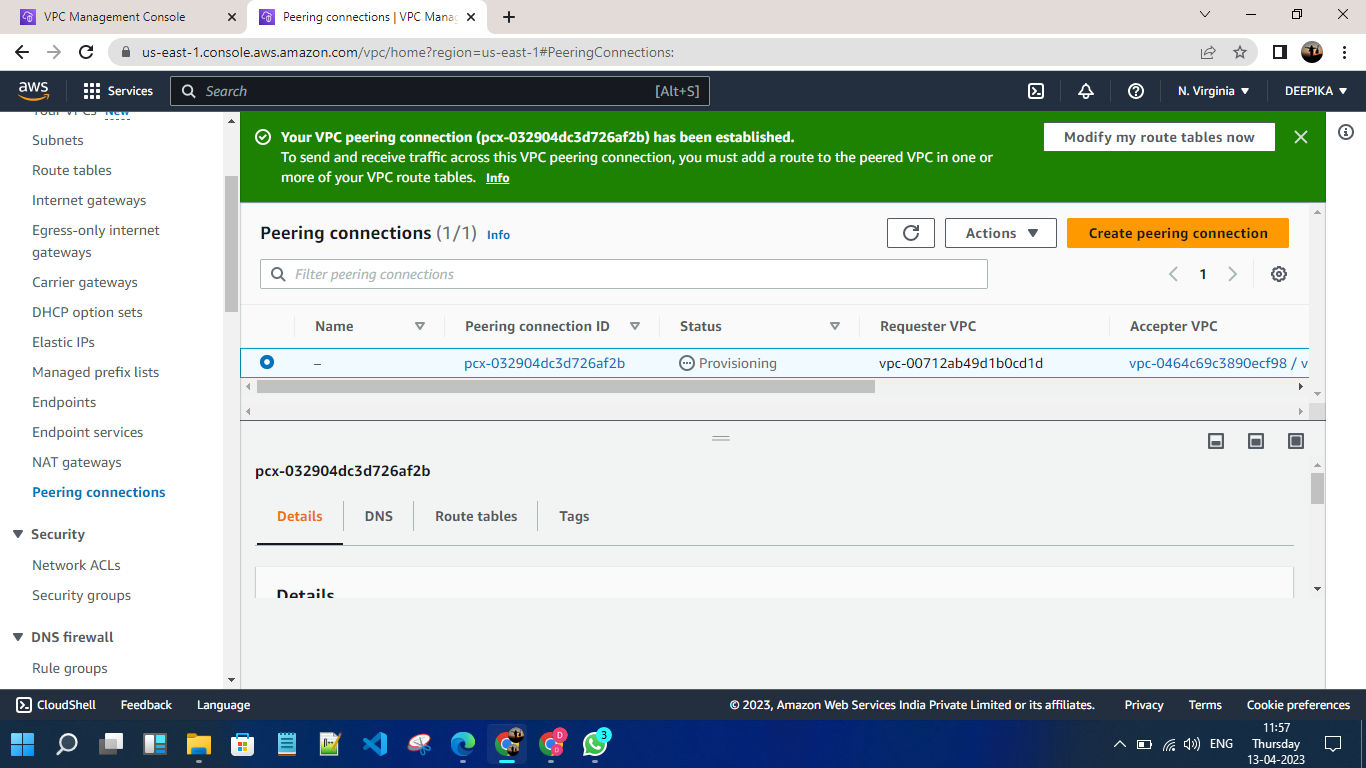 VPC Management Console
Peering connections | VPC Mana
us-east-1.console.aws.amazon.com/vpc/home?region=us-east-1#PeeringConnections:
aws
Services
Search
[Alt+S]
N. Virginia
DEEPIKA
Your VPCs New
Subnets
Route tables
Internet gateways
Egress-only internet
gateways
Carrier gateways
DHCP option sets
Elastic IPs
Managed prefix lists
Endpoints
Endpoint services
NAT gateways
Peering connections
Security
Network ACLs
Security groups
DNS firewall
Rule groups
Your VPC peering connection (pcx-032904dc3d726af2b) has been established.
To send and receive traffic across this VPC peering connection, you must add a route to the peered VPC in one or
more of your VPC route tables. Info
Modify my route tables now
Peering connections (1/1) Info
Actions
Create peering connection
Filter peering connections
1
Name
Peering connection ID
Status
Requester VPC
Accepter VPC
–
pcx-032904dc3d726af2b
Provisioning
vpc-00712ab49d1b0cd1d
vpc-0464c69c3890ecf98 / v
pcx-032904dc3d726af2b
Details
DNS
Route tables
Tags
Details
CloudShell
Feedback
Language
© 2023, Amazon Web Services India Private Limited or its affiliates.
Privacy
Terms
Cookie preferences
D
D
3
ENG
11:57
Thursday
13-04-2023